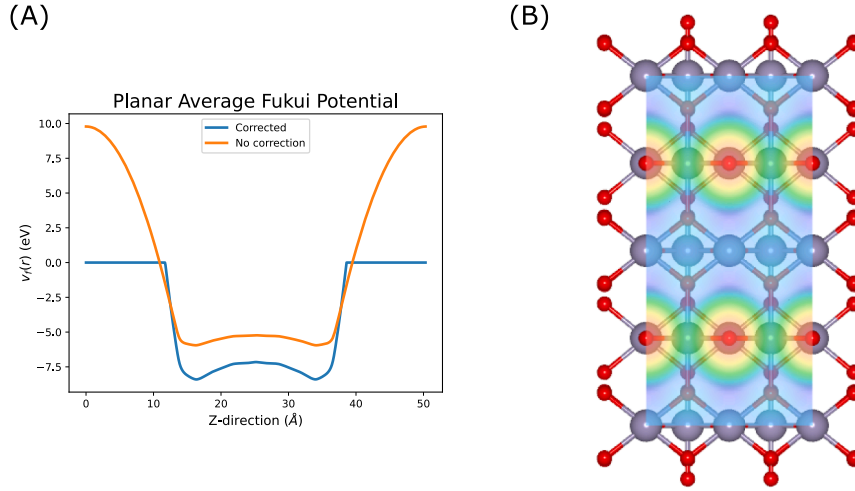 (A)
(B)
Planar Average Fukui Potential
Corrected
No correction
10.0
7.5
5.0
2.5
0.0
−2.5
−5.0
−7.5
v_f(r) (eV)
0
10
20
30
40
50
Z-direction (Å)